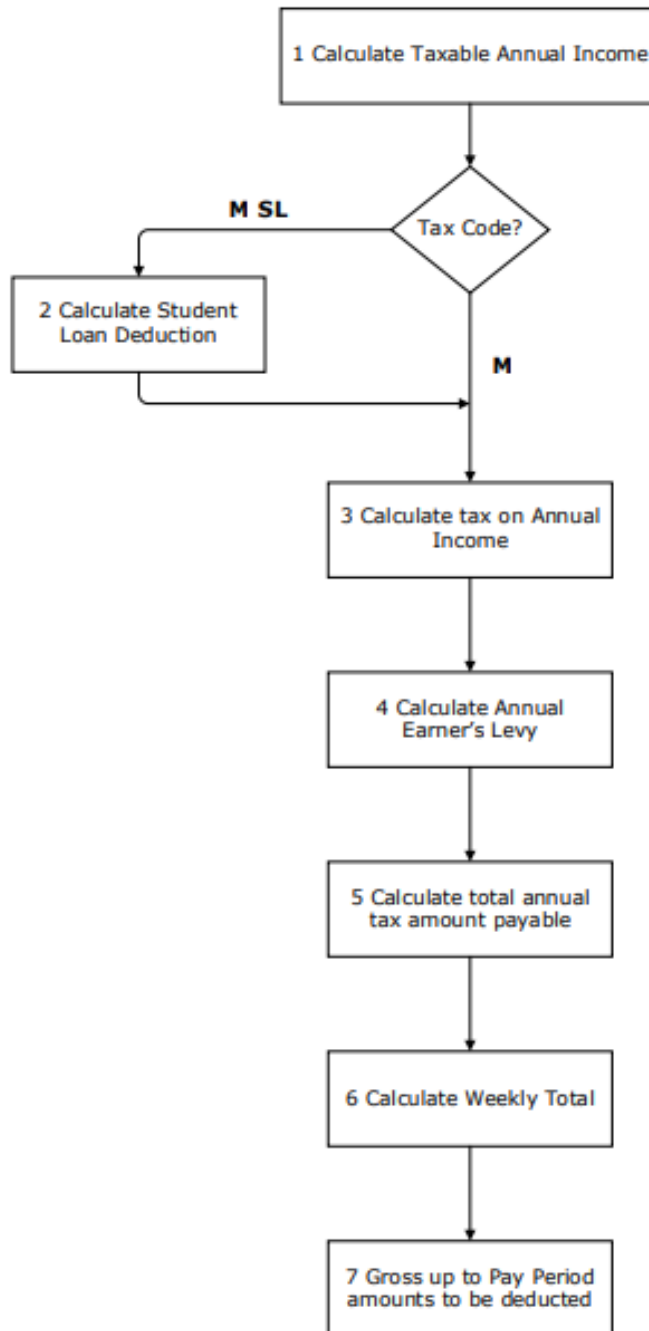 1 Calculate Taxable Annual Income
Tax Code?
M SL
2 Calculate Student
Loan Deduction
M
3 Calculate tax on Annual
Income
4 Calculate Annual
Earner's Levy
5 Calculate total annual
tax amount payable
6 Calculate Weekly Total
7 Gross up to Pay Period
amounts to be deducted